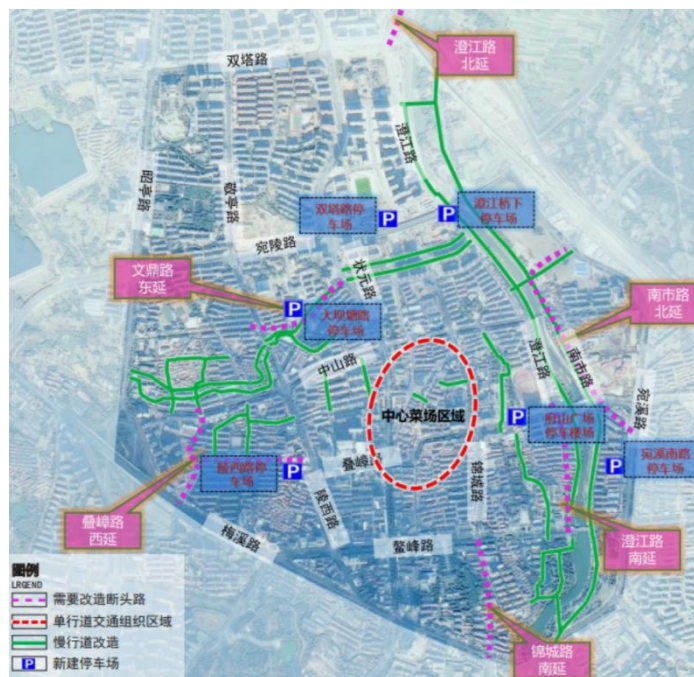 澄江路
北延
双塔路
澄江路
昭亭路
敬亭路
双塔路停
车场
澄江桥下
停车场
宛陵路
文鼎路
东延
状元路
大坝塘路
停车场
南市路
北延
中山路
澄江路
南市路
宛溪路
中心菜场区域
府山广场
停车楼场
宛溪南路
停车场
叠嶂路
锦城路
陵西路停
车场
陵西路
叠嶂路
西延
梅溪路
鳌峰路
澄江路
南延
锦城路
南延
图例
LRGEND
需要改造断头路
单行道交通组织区域
慢行道改造
P 新建停车场